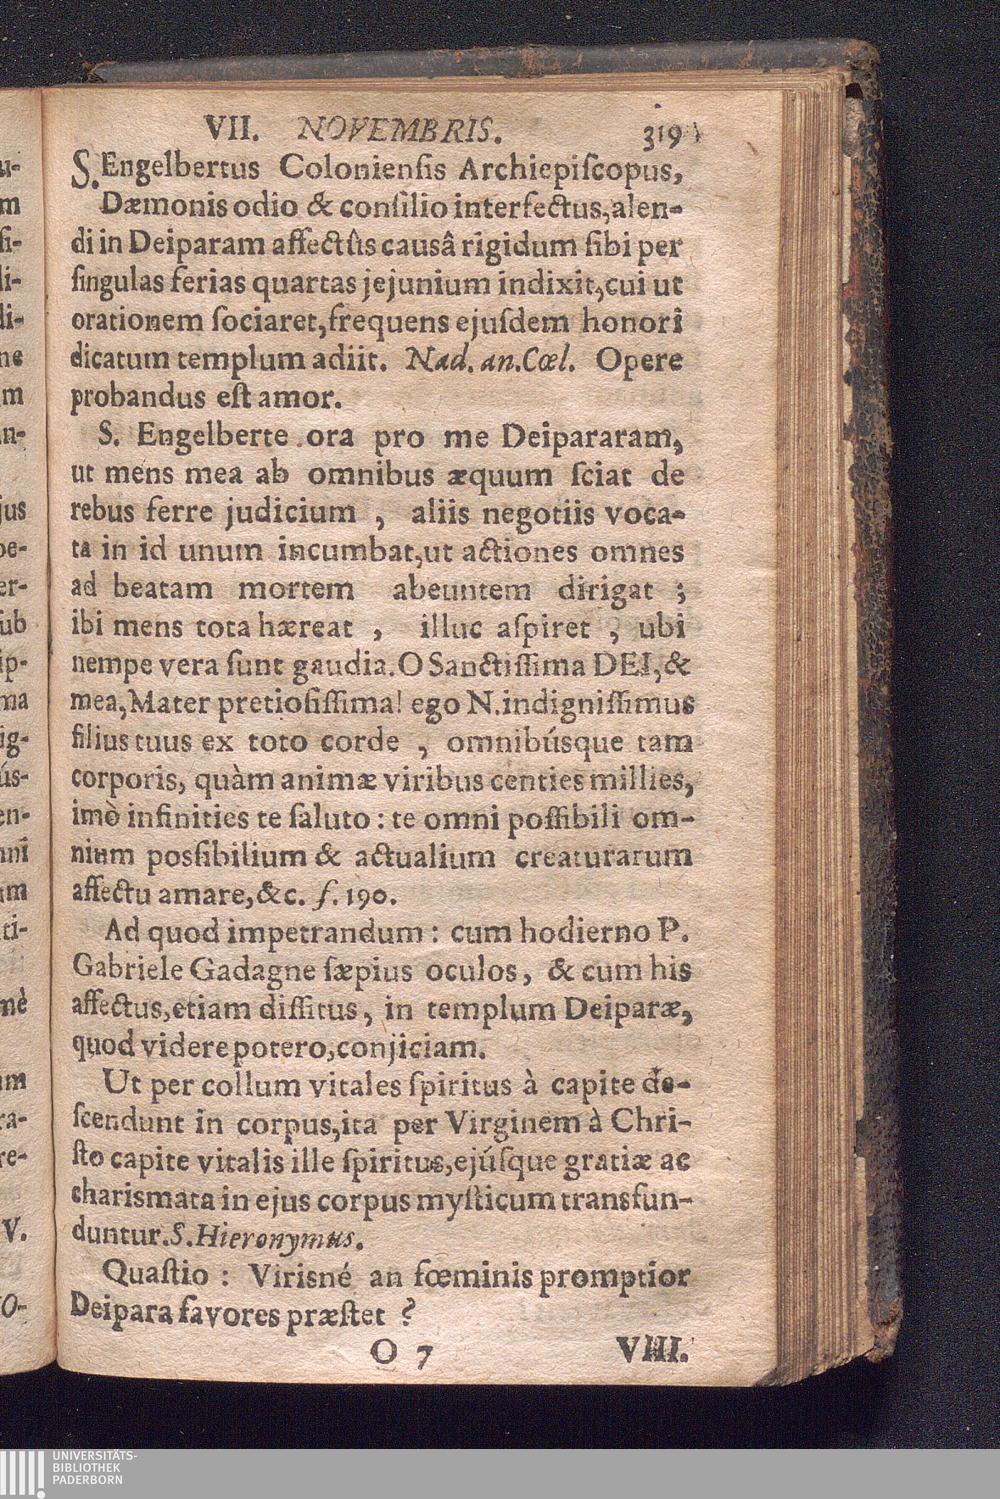 VII. NOVEMBRIS. 319
S. Engelbertus Coloniensis Archiepiſcopus,
Dæmonis odio & conſilio interfectus, alen-
di in Deiparam affectûs causâ rigidum ſibi per
ſingulas ferias quartas jejunium indixit, cui ut
orationem ſociaret, frequens ejuſdem honori
dicatum templum adiit. Nad. an. Cœl. Opere
probandus eſt amor.
S. Engelberte ora pro me Deipararam,
ut mens mea ab omnibus æquum ſciat de
rebus ferre judicium , aliis negotiis voca-
ta in id unum incumbat, ut actiones omnes
ad beatam mortem abeuntem dirigat ;
ibi mens tota hæreat , illuc aſpiret , ubi
nempe vera ſunt gaudia. O Sanctiſſima DEI, &
mea, Mater pretioſiſſima! ego N. indigniſſimus
filius tuus ex toto corde , omnibúsque tam
corporis, quàm animæ viribus centies millies,
imò infinities te ſaluto : te omni poſſibili om-
nium possibilium & actualium creaturarum
affectu amare, &c. f. 190.
Ad quod impetrandum : cum hodierno P.
Gabriele Gadagne ſæpius oculos, & cum his
affectus, etiam diſſitus, in templum Deiparæ,
quod videre potero, conjiciam.
Ut per collum vitales ſpiritus à capite de-
ſcendunt in corpus, ita per Virginem à Chri-
ſto capite vitalis ille ſpiritus, ejúſque gratiæ ac
charismata in ejus corpus myſticum transfun-
duntur. S. Hieronymus.
Quæſtio : Virisné an fœminis promptior
Deipara favores præſtet ?
O 7 VIII.
UNIVERSITÄTS-
BIBLIOTHEK
PADERBORN